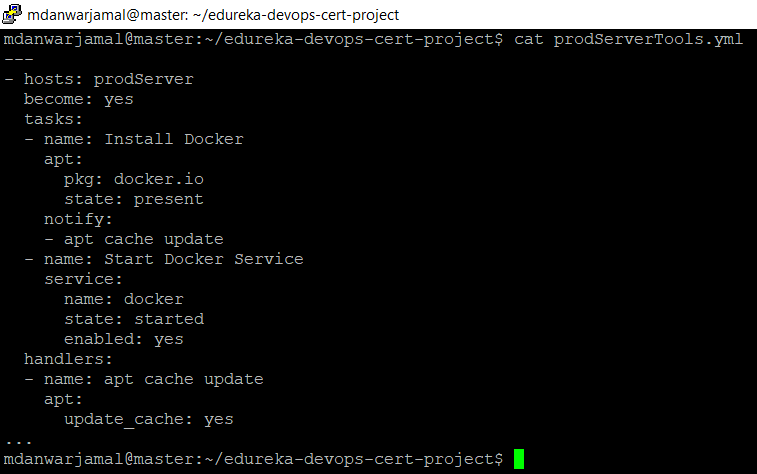 mdanwarjamal@master: ~/edureka-devops-cert-project
mdanwarjamal@master:~/edureka-devops-cert-project$ cat prodServerTools.yml
---
- hosts: prodServer
  become: yes
  tasks:
  - name: Install Docker
    apt:
      pkg: docker.io
      state: present
    notify:
    - apt cache update
  - name: Start Docker Service
    service:
      name: docker
      state: started
      enabled: yes
  handlers:
  - name: apt cache update
    apt:
      update_cache: yes
...
mdanwarjamal@master:~/edureka-devops-cert-project$